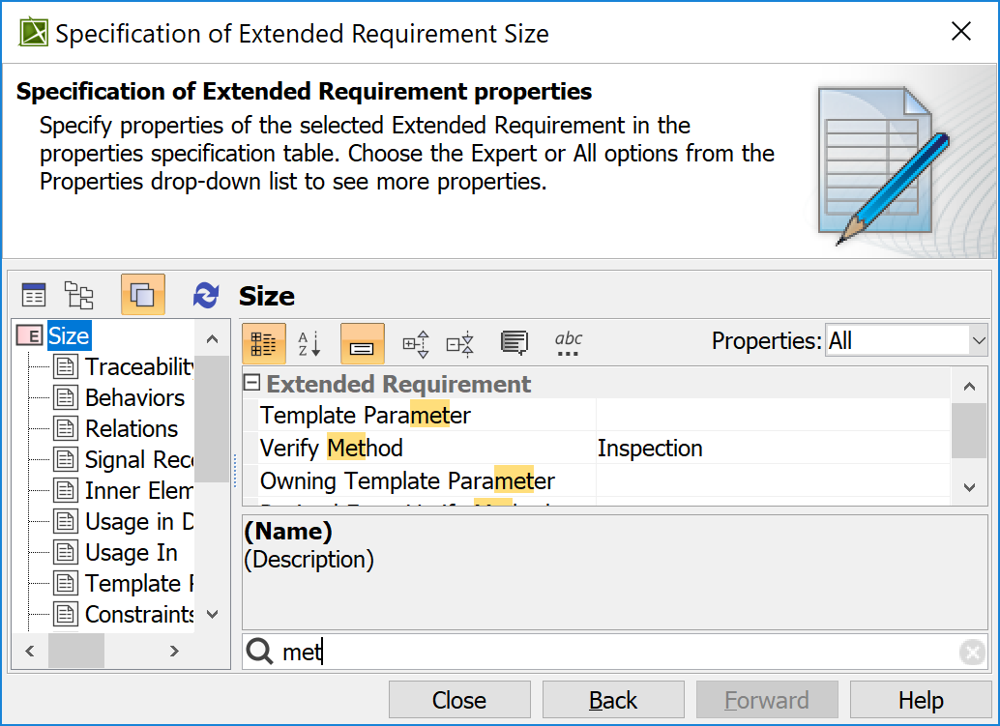 Specification of Extended Requirement Size
Specification of Extended Requirement properties
Specify properties of the selected Extended Requirement in the
properties specification table. Choose the Expert or All options from the
Properties drop-down list to see more properties.
Size
E Size
Traceability
Behaviors
Relations
Signal Rec
Inner Elem
Usage in D
Usage In
Template P
Constraints
A
Z
abc
Properties: All
Extended Requirement
Template Parameter
Verify Method Inspection
Owning Template Parameter
(Name)
(Description)
met
Close Back Forward Help